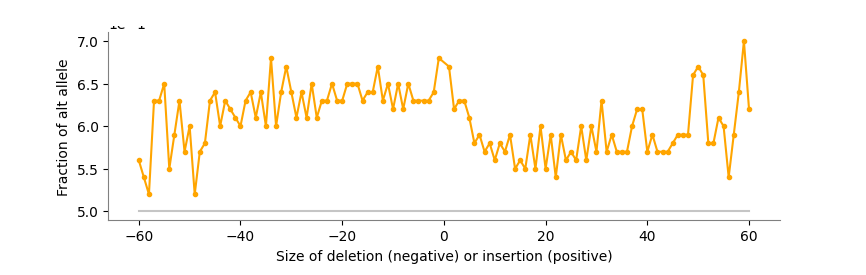 7.0
6.5
6.0
5.5
5.0
Fraction of alt allele
−60 −40 −20 0 20 40 60
Size of deletion (negative) or insertion (positive)